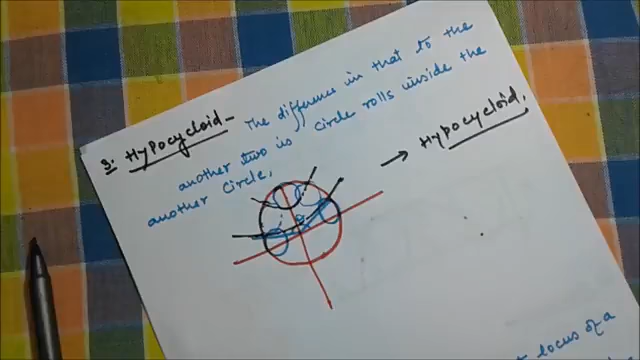 3: Hypocycloid - The difference in that to the
another two is circle rolls inside the
another circle,
→ Hypocycloid,
locus of a